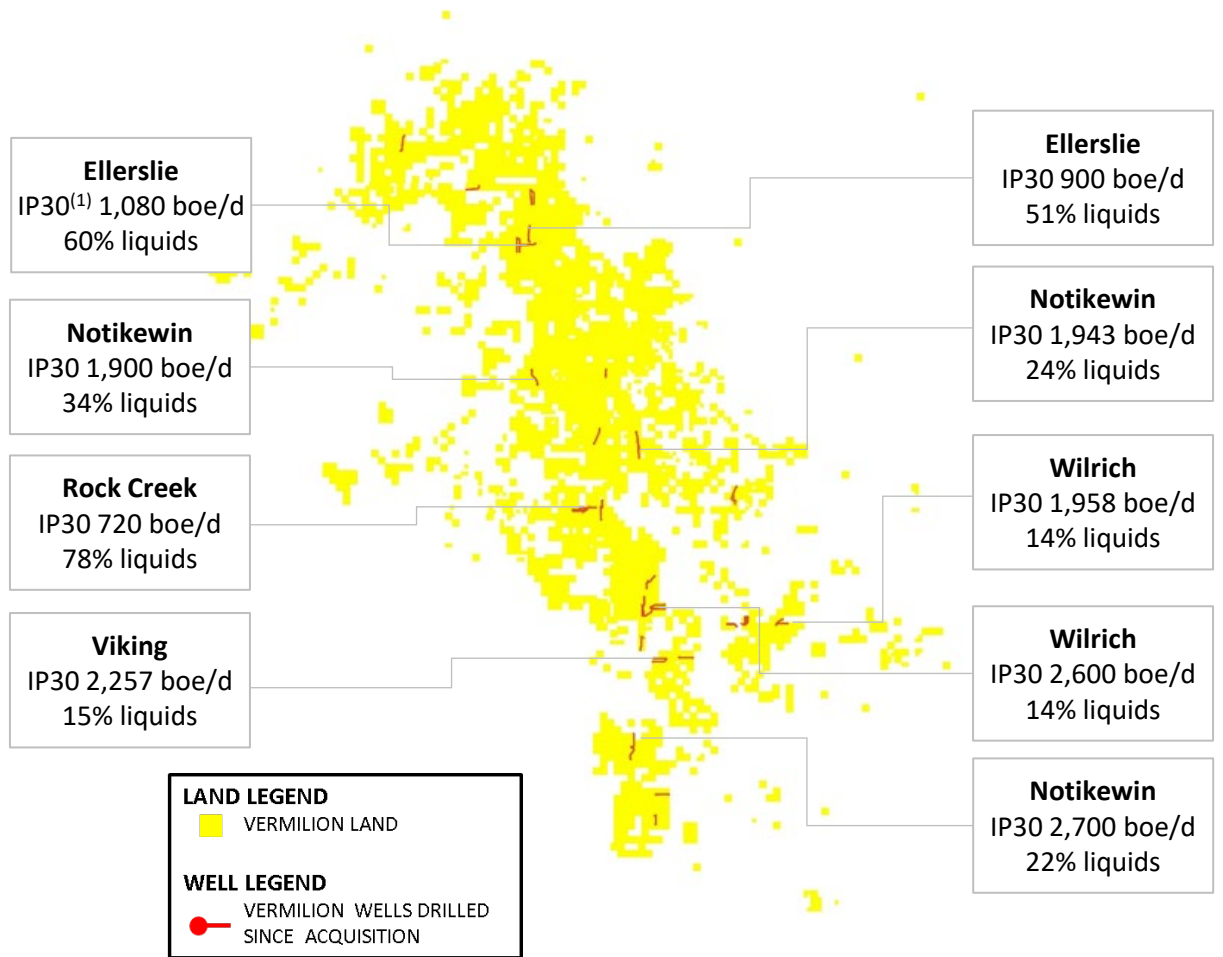 Ellerslie
IP30(1) 1,080 boe/d
60% liquids
Notikewin
IP30 1,900 boe/d
34% liquids
Rock Creek
IP30 720 boe/d
78% liquids
Viking
IP30 2,257 boe/d
15% liquids
Ellerslie
IP30 900 boe/d
51% liquids
Notikewin
IP30 1,943 boe/d
24% liquids
Wilrich
IP30 1,958 boe/d
14% liquids
Wilrich
IP30 2,600 boe/d
14% liquids
Notikewin
IP30 2,700 boe/d
22% liquids
LAND LEGEND
VERMILION LAND
WELL LEGEND
VERMILION WELLS DRILLED
SINCE ACQUISITION